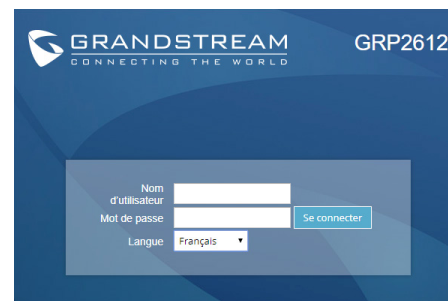 GRANDSTREAM GRP2612
CONNECTING THE WORLD
Nom
d'utilisateur
Mot de passe Se connecter
Langue Français